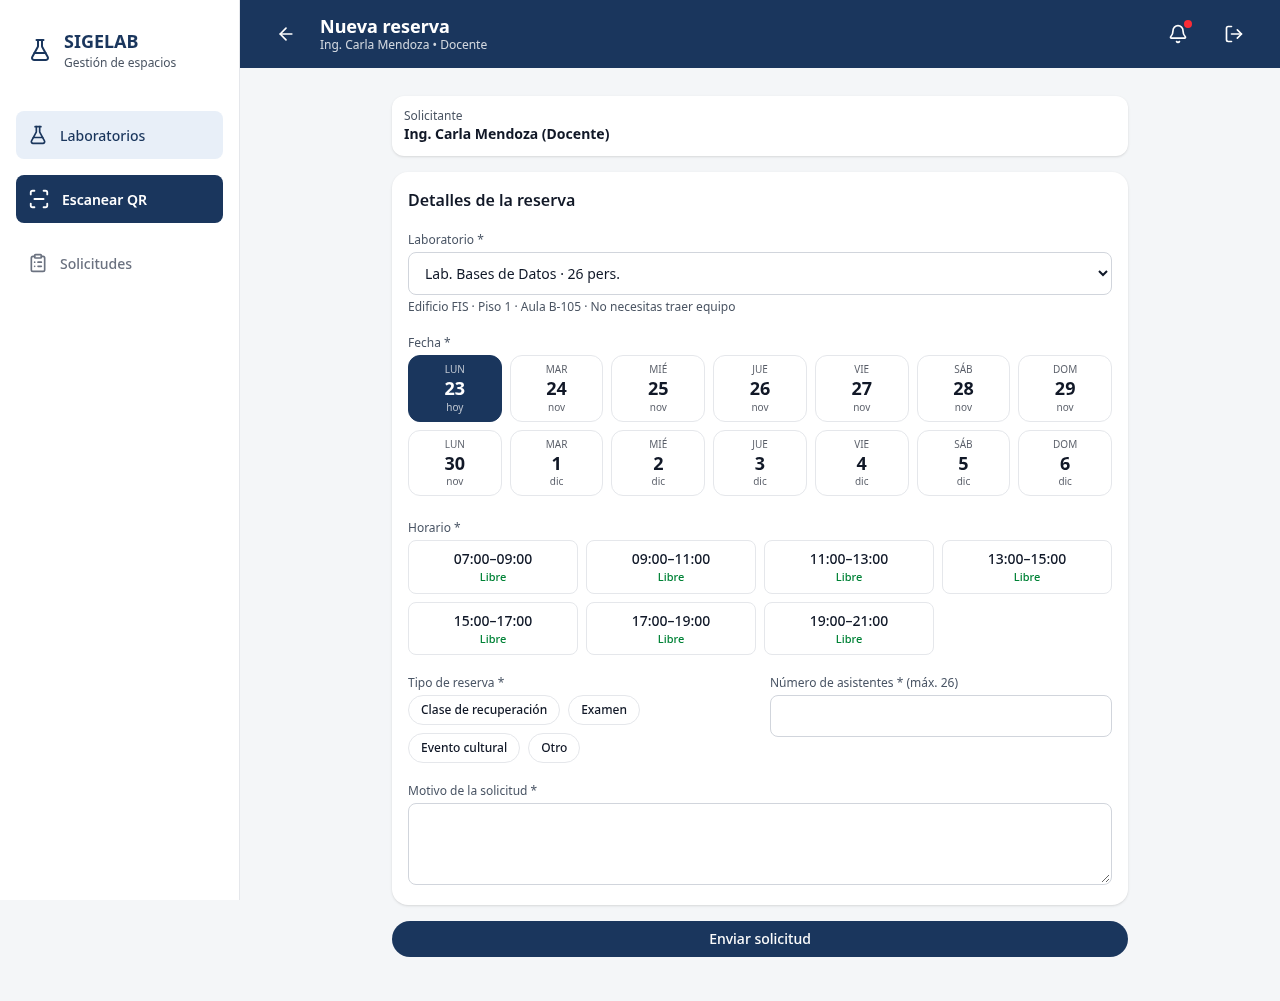 SIGELAB
Gestión de espacios
Laboratorios
Escanear QR
Solicitudes
Nueva reserva
Ing. Carla Mendoza • Docente
Solicitante
Ing. Carla Mendoza (Docente)
Detalles de la reserva
Laboratorio *
Lab. Bases de Datos · 26 pers.
Edificio FIS · Piso 1 · Aula B-105 · No necesitas traer equipo
Fecha *
LUN MAR MIÉ JUE VIE SÁB DOM
23 24 25 26 27 28 29
hoy nov nov nov nov nov nov
LUN MAR MIÉ JUE VIE SÁB DOM
30 1 2 3 4 5 6
nov dic dic dic dic dic dic
Horario *
07:00–09:00 09:00–11:00 11:00–13:00 13:00–15:00
Libre Libre Libre Libre
15:00–17:00 17:00–19:00 19:00–21:00
Libre Libre Libre
Tipo de reserva *
Clase de recuperación Examen
Evento cultural Otro
Número de asistentes * (máx. 26)
Motivo de la solicitud *
Enviar solicitud